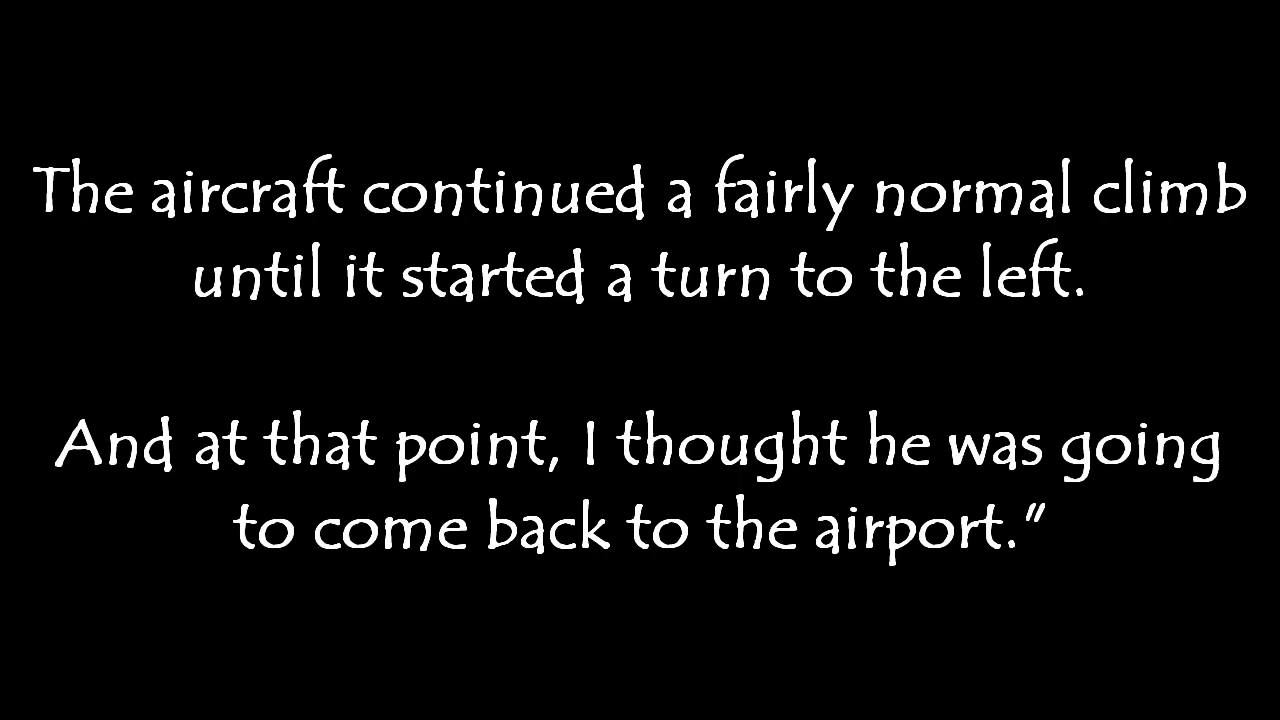 The aircraft continued a fairly normal climb
until it started a turn to the left.
And at that point, I thought he was going
to come back to the airport.”